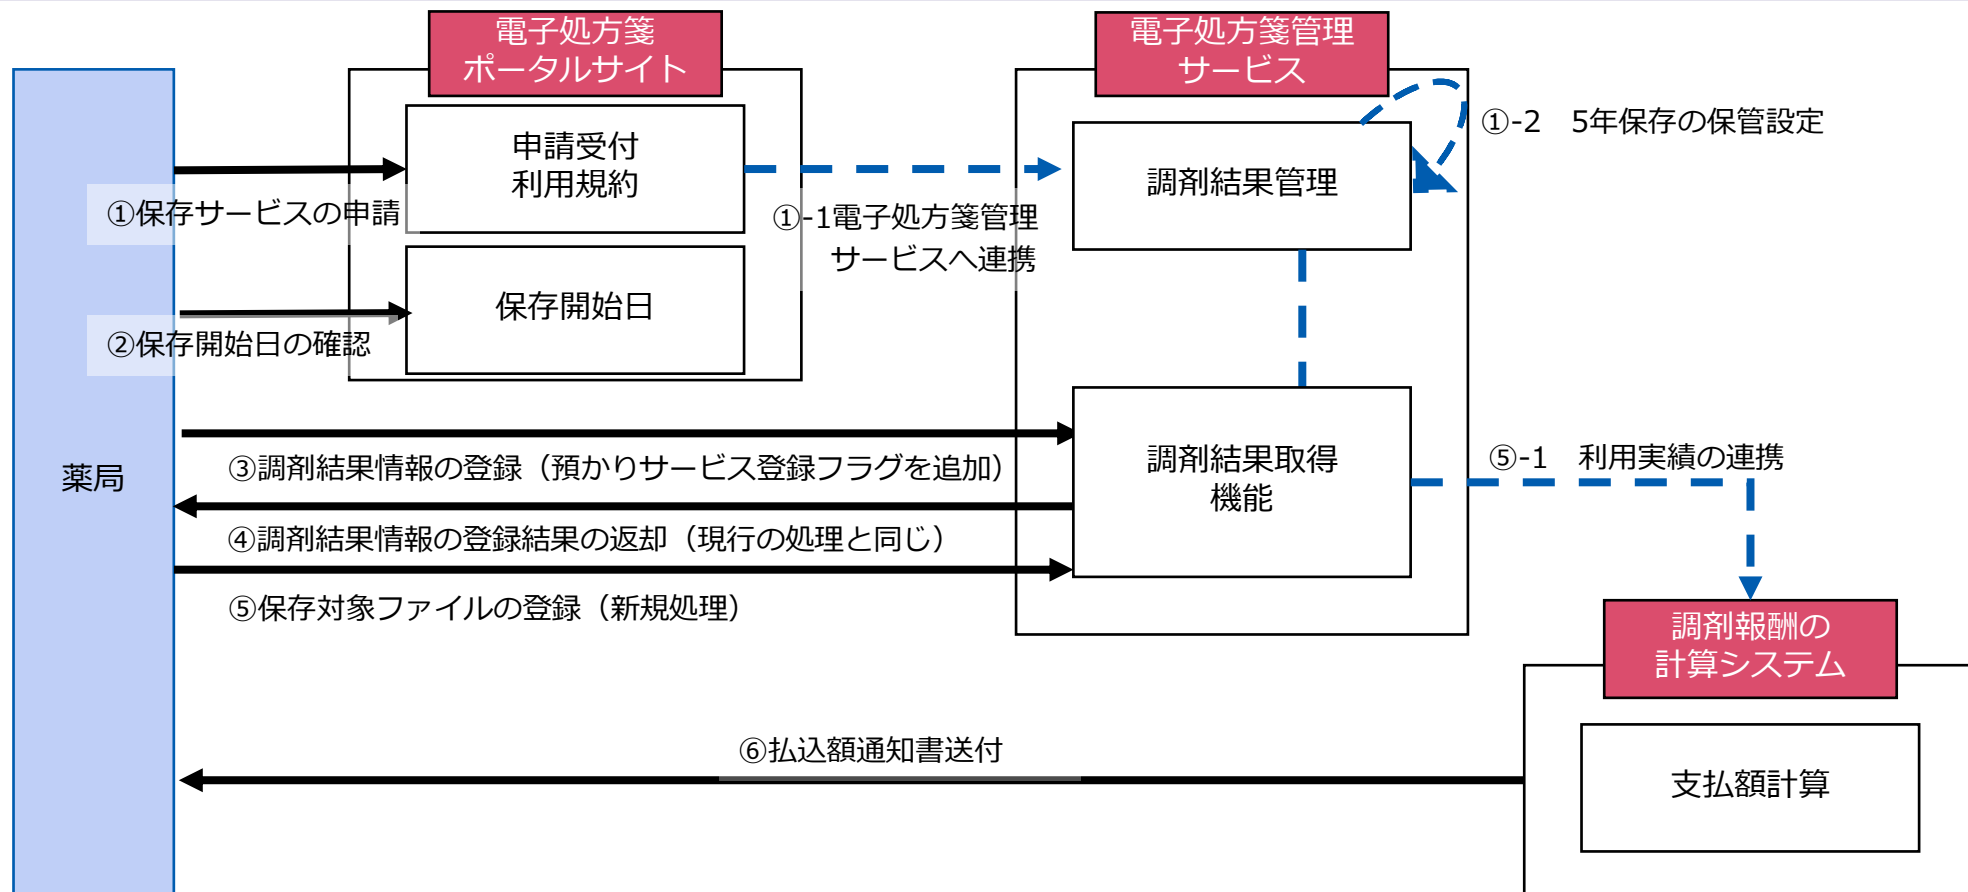 電子処方箋
ポータルサイト
電子処方箋管理
サービス
申請受付
利用規約
①-2　5年保存の保管設定
調剤結果管理
①保存サービスの申請
①-1電子処方箋管理
サービスへ連携
保存開始日
②保存開始日の確認
薬局
③調剤結果情報の登録（預かりサービス登録フラグを追加）
調剤結果取得
機能
⑤-1　利用実績の連携
④調剤結果情報の登録結果の返却（現行の処理と同じ）
⑤保存対象ファイルの登録（新規処理）
調剤報酬の
計算システム
⑥払込額通知書送付
支払額計算